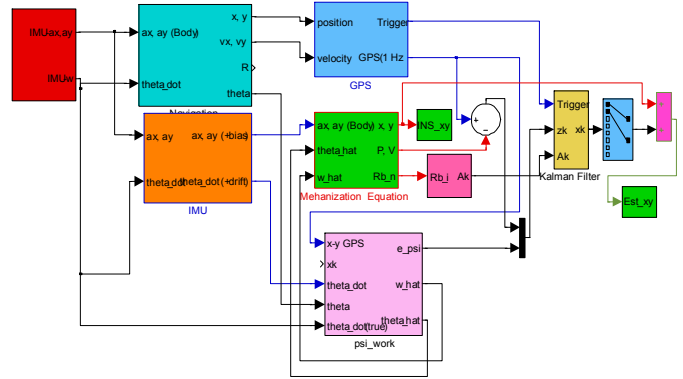 IMUax,ay
IMUw
ax, ay (Body)
theta_dot
x, y
vx, vy
R
theta
Navigation
position
velocity
Trigger
GPS(1 Hz
GPS
ax, ay
theta_dot
ax, ay (+bias)
theta_dot (+drift)
IMU
ax, ay (Body)
theta_hat
w_hat
x, y
P, V
Rb_n
Mehanization Equation
INS_xy
Rb_i
Ak
+
−
Trigger
zk
Ak
xk
Kalman Filter
+
+
Est_xy
x-y GPS
xk
theta_dot
theta
theta_dot(true)
e_psi
w_hat
theta_hat
psi_work